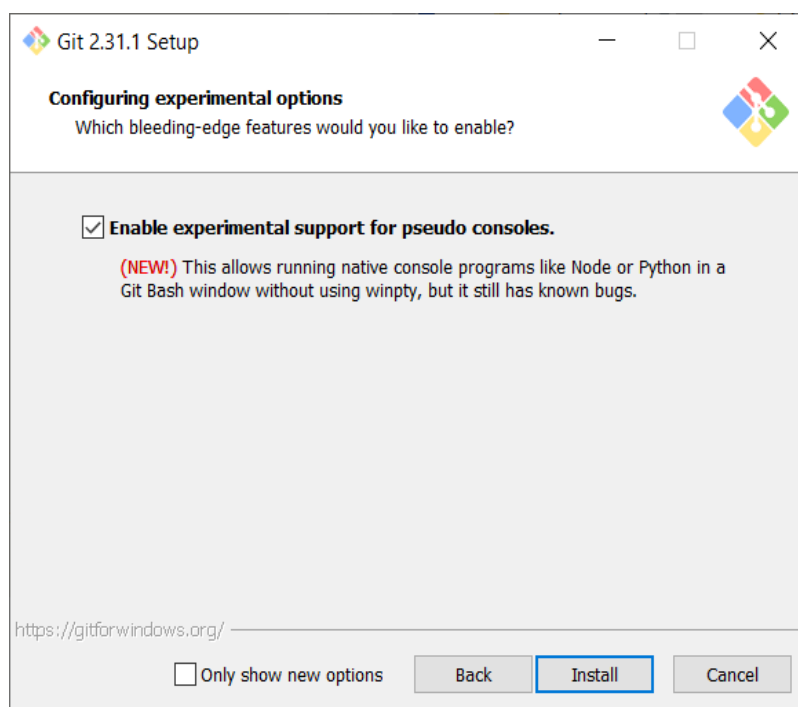 Git 2.31.1 Setup
Configuring experimental options
Which bleeding-edge features would you like to enable?
Enable experimental support for pseudo consoles.
(NEW!) This allows running native console programs like Node or Python in a
Git Bash window without using winpty, but it still has known bugs.
https://gitforwindows.org/
Only show new options
Back
Install
Cancel